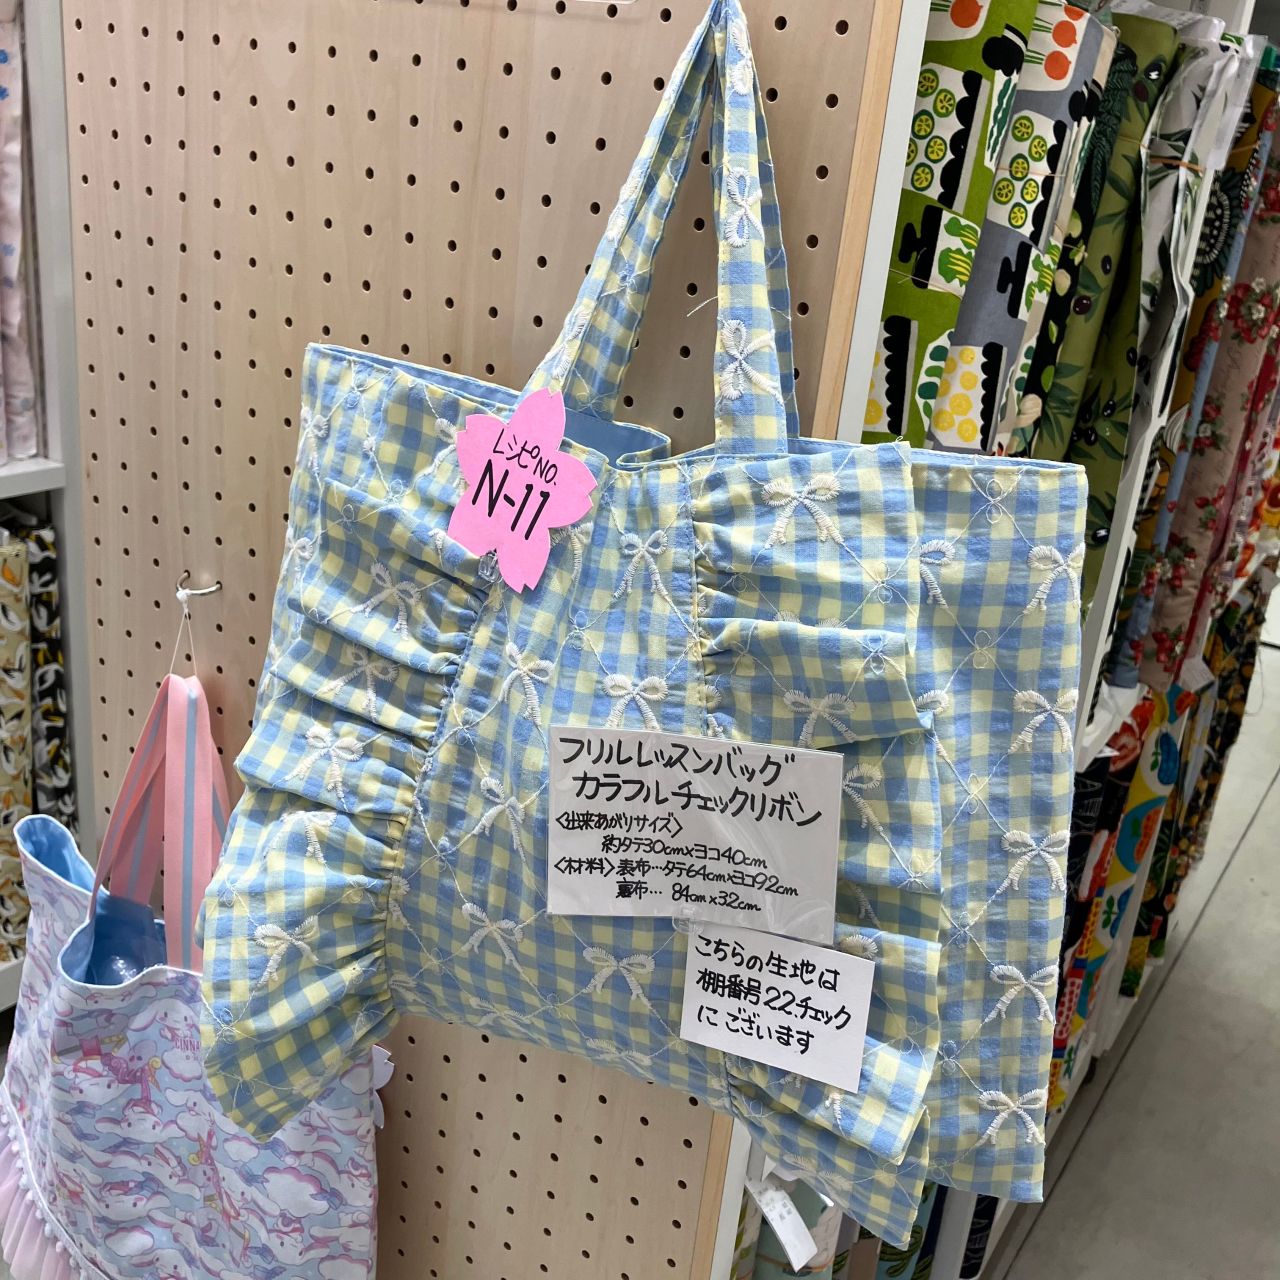 レシピNO.
N-11
フリルレッスンバッグ
カラフルチェックリボン
〈出来あがりサイズ〉
約タテ30cm×ヨコ40cm
〈材料〉表布…タテ64cm×ヨコ92cm
裏布… 84cm×32cm
こちらの生地は
棚番号22.チェック
にございます